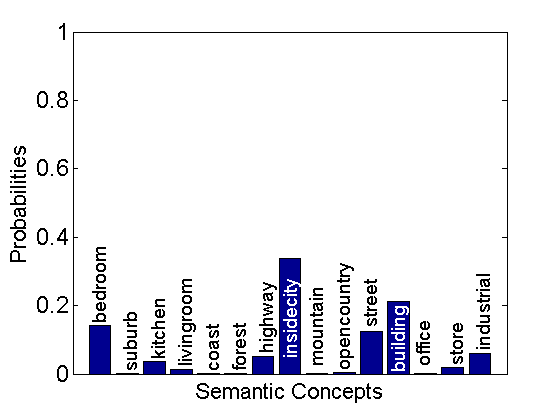 1
0.8
0.6
0.4
0.2
0
Probabilities
bedroom
suburb
kitchen
livingroom
coast
forest
highway
insidecity
mountain
opencountry
street
building
office
store
industrial
Semantic Concepts